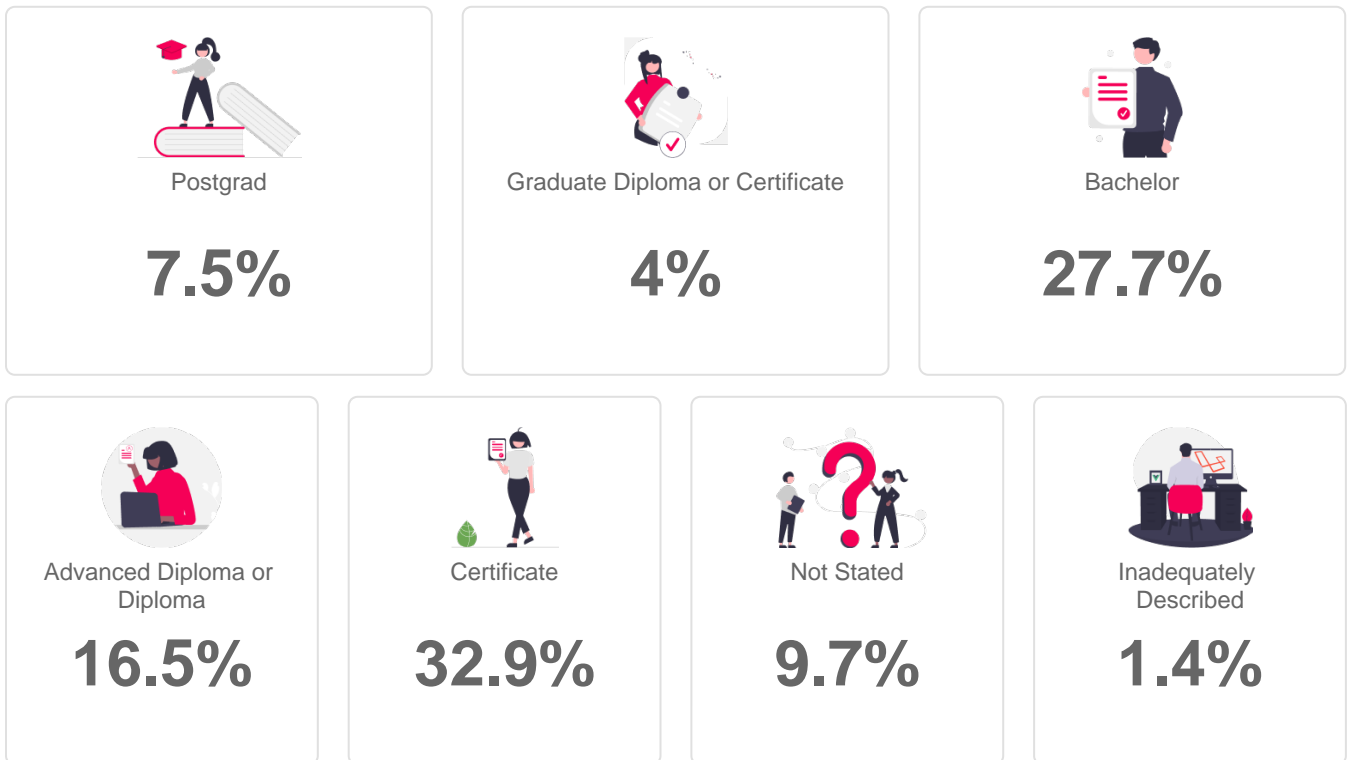 Postgrad
7.5%
Graduate Diploma or Certificate
4%
Bachelor
27.7%
Advanced Diploma or
Diploma
16.5%
Certificate
32.9%
Not Stated
9.7%
Inadequately
Described
1.4%